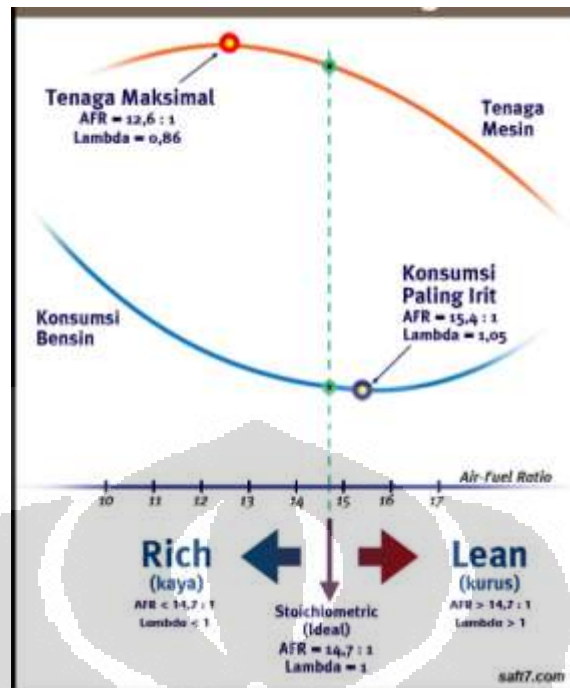 Tenaga Maksimal
AFR = 12,6 : 1
Lambda = 0,86
Tenaga
Mesin
Konsumsi
Paling Irit
AFR = 15,4 : 1
Lambda = 1,05
Konsumsi
Bensin
Air-Fuel Ratio
10 11 12 13 14 15 16 17
Rich
(kaya)
AFR < 14,7 : 1
Lambda < 1
Stoichiometric
(Ideal)
AFR = 14,7 : 1
Lambda = 1
Lean
(kurus)
AFR > 14,7 : 1
Lambda > 1
saft7.com